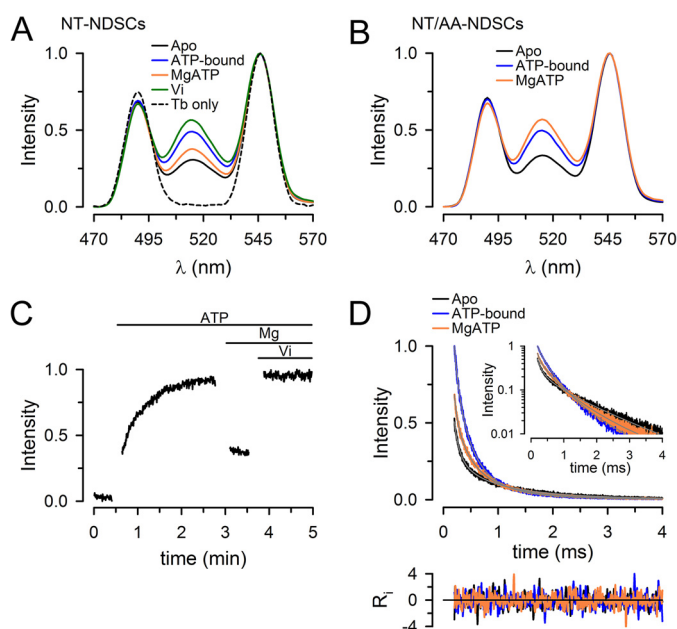 A NT-NDSCs
Apo
ATP-bound
MgATP
Vi
Tb only
Intensity
1.0
0.5
0.0
470 495 520 545 570
λ (nm)
B NT/AA-NDSCs
Apo
ATP-bound
MgATP
Intensity
1.0
0.5
0.0
470 495 520 545 570
λ (nm)
C
ATP
Mg
Vi
Intensity
1.0
0.5
0.0
0 1 2 3 4 5
time (min)
D
Apo
ATP-bound
MgATP
Intensity
1.0
0.5
0.0
0 1 2 3 4
time (ms)
Intensity
1
0.1
0.01
0 1 2 3 4
time (ms)
Ri
4
0
-4